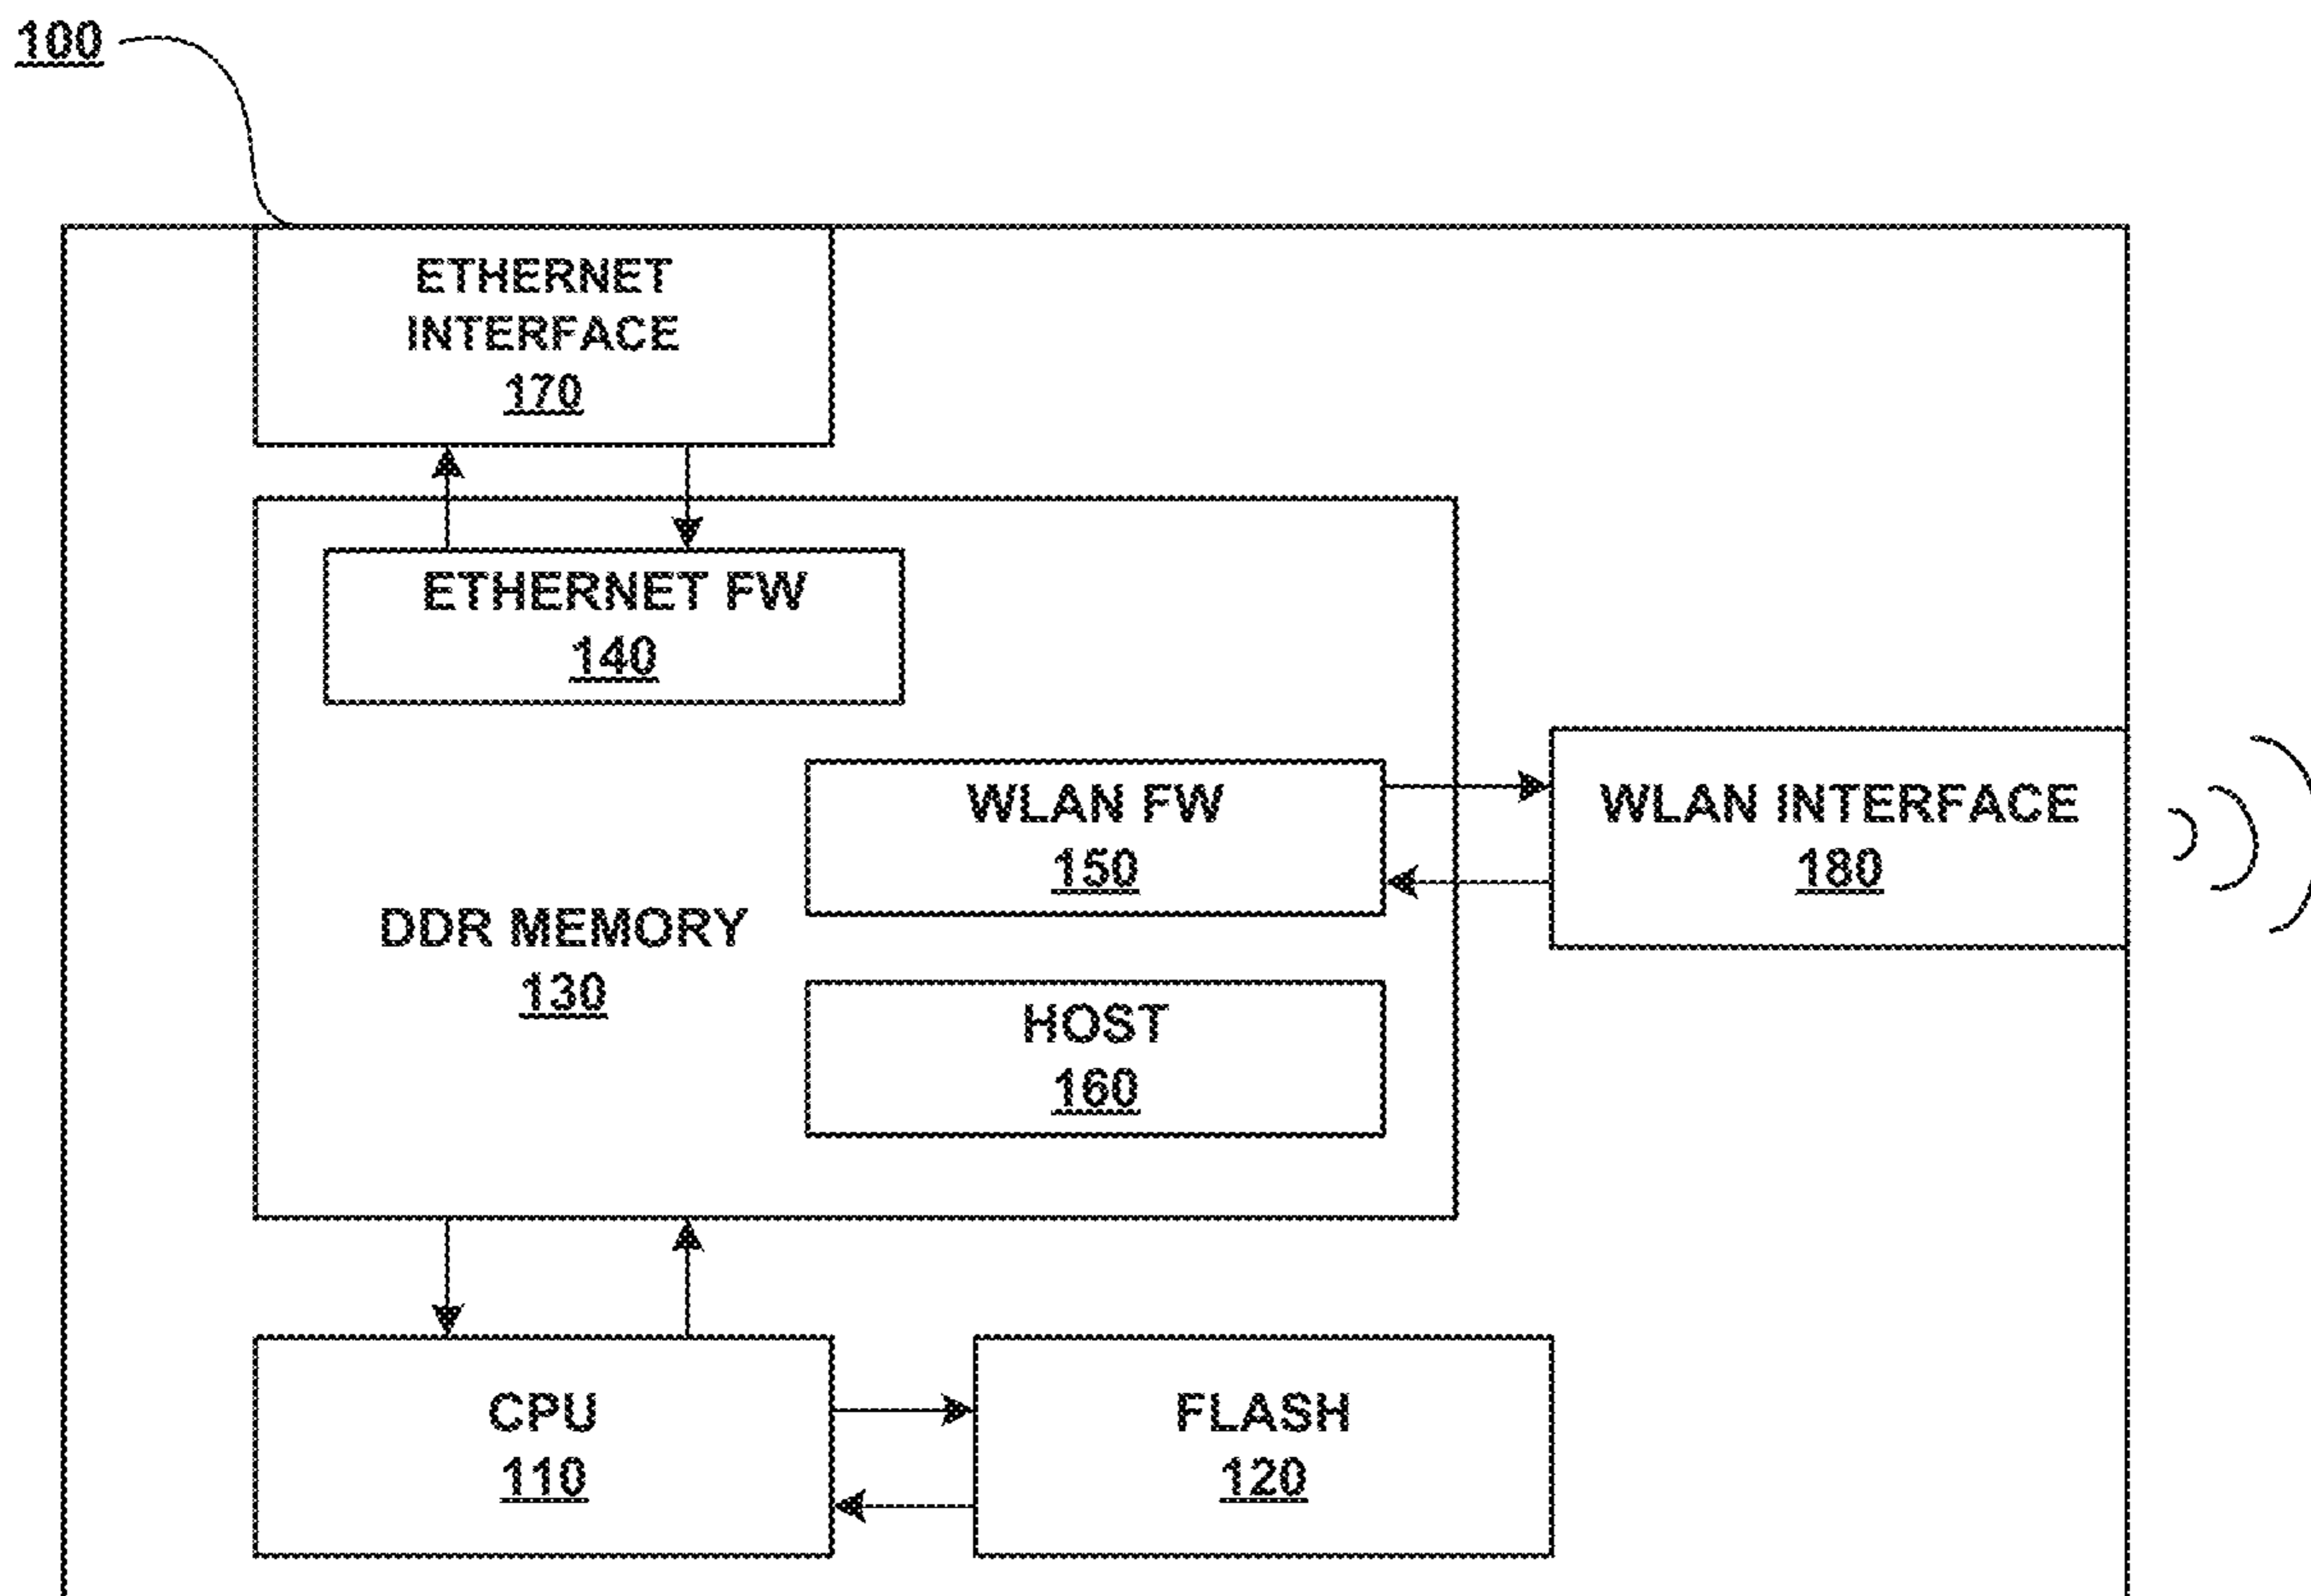 100
ETHERNET
INTERFACE
170
ETHERNET FW
140
WLAN FW
150
WLAN INTERFACE
180
DDR MEMORY
130
HOST
160
CPU
110
FLASH
120